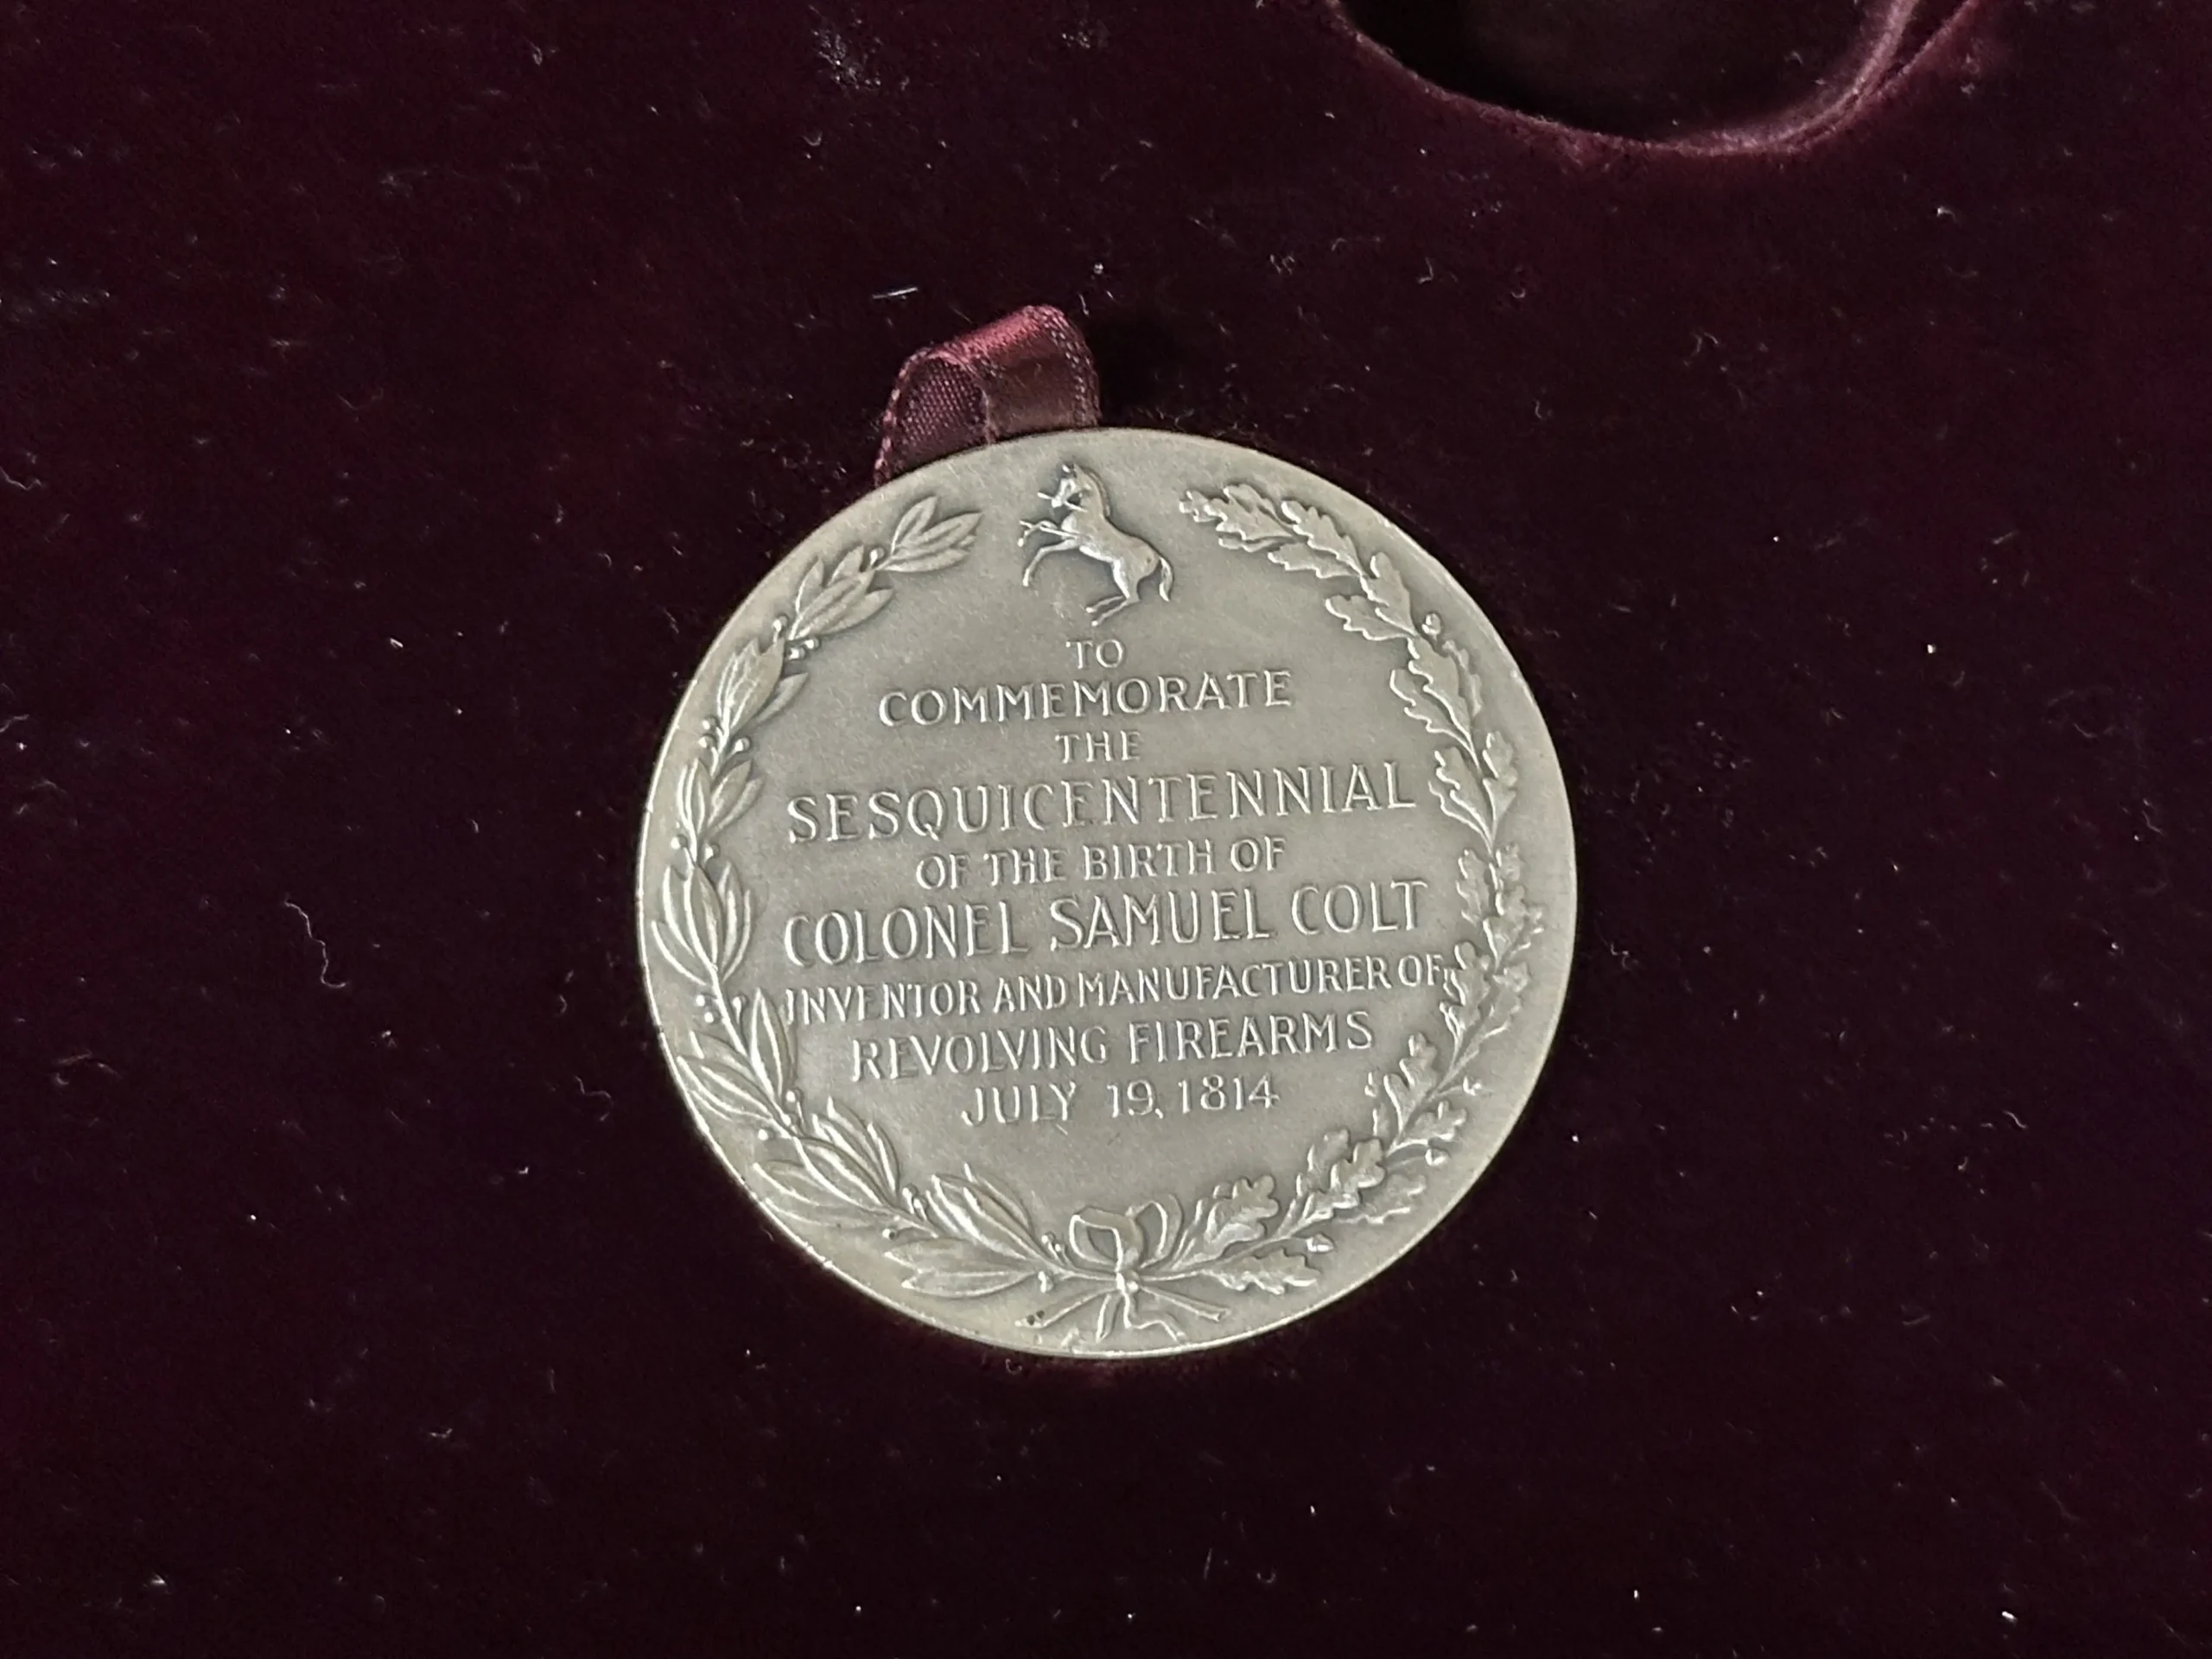 TO
COMMEMORATE
THE
SESQUICENTENNIAL
OF THE BIRTH OF
COLONEL SAMUEL COLT
INVENTOR AND MANUFACTURER OF
REVOLVING FIREARMS
JULY 19, 1814